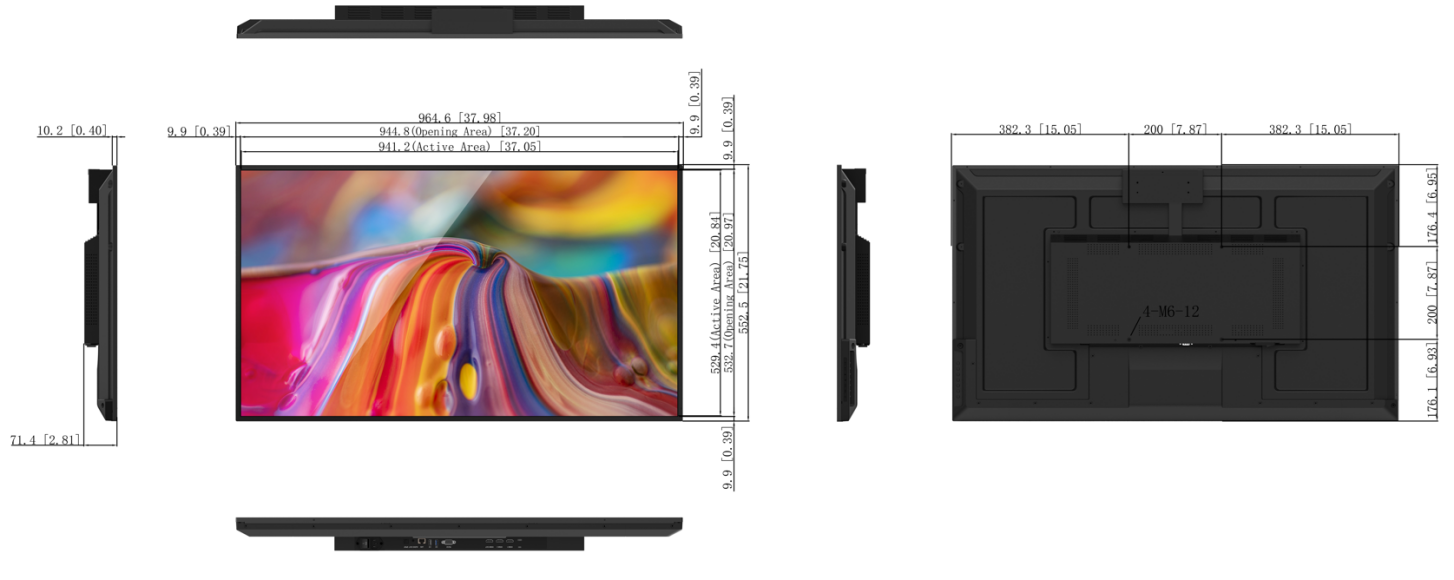 964.6 [37.98]
10.2 [0.40]
9.9 [0.39]
944.8(Opening Area) [37.20]
941.2(Active Area) [37.05]
9.9 [0.39]
9.9 [0.39]
382.3 [15.05]
200 [7.87]
382.3 [15.05]
529.4(Active Area) [20.84]
532.7(Opening Area) [20.97]
552.5 [21.75]
176.4 [6.95]
200 [7.87]
4-M6-12
176.1 [6.93]
71.4 [2.81]
9.9 [0.39]